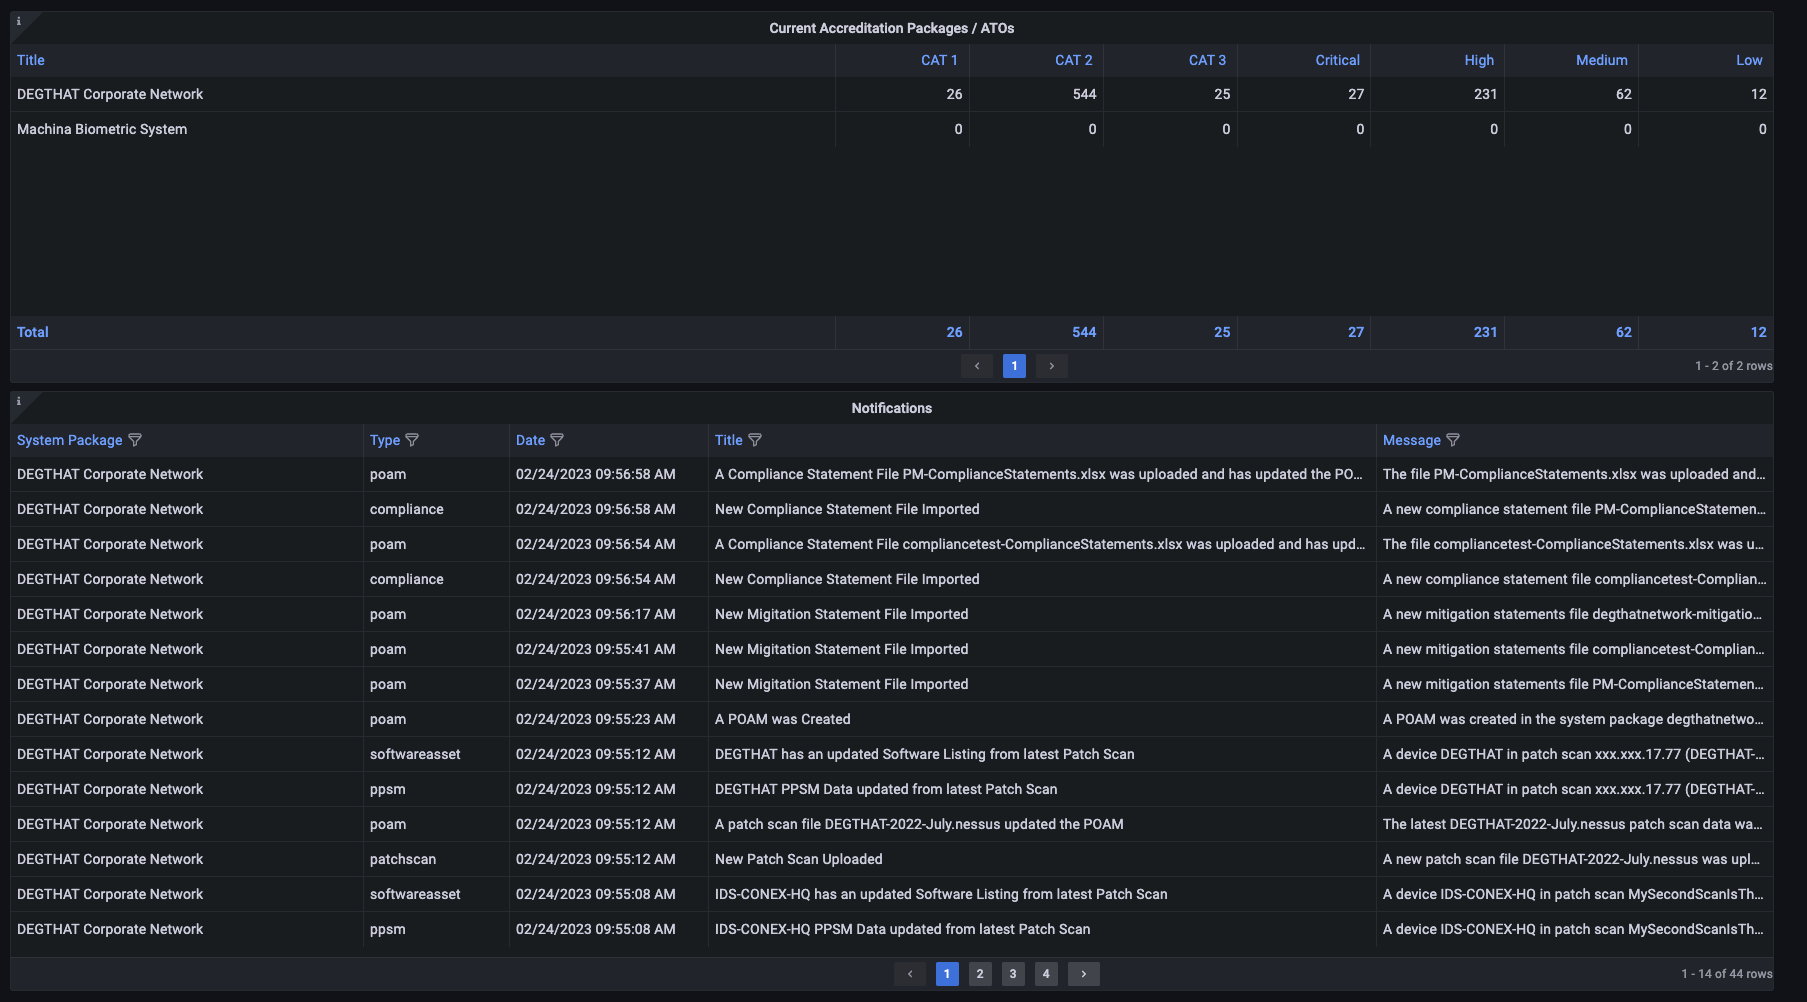 Current Accreditation Packages / ATOs
Title CAT 1 CAT 2 CAT 3 Critical High Medium Low
DEGTHAT Corporate Network 26 544 25 27 231 62 12
Machina Biometric System 0 0 0 0 0 0 0
Total 26 544 25 27 231 62 12
‹ 1 ›
1 - 2 of 2 rows
Notifications
System Package Type Date Title Message
DEGTHAT Corporate Network poam 02/24/2023 09:56:58 AM A Compliance Statement File PM-ComplianceStatements.xlsx was uploaded and has updated the PO... The file PM-ComplianceStatements.xlsx was uploaded and...
DEGTHAT Corporate Network compliance 02/24/2023 09:56:58 AM New Compliance Statement File Imported A new compliance statement file PM-ComplianceStatemen...
DEGTHAT Corporate Network poam 02/24/2023 09:56:54 AM A Compliance Statement File compliancetest-ComplianceStatements.xlsx was uploaded and has upd... The file compliancetest-ComplianceStatements.xlsx was u...
DEGTHAT Corporate Network compliance 02/24/2023 09:56:54 AM New Compliance Statement File Imported A new compliance statement file compliancetest-Complian...
DEGTHAT Corporate Network poam 02/24/2023 09:56:17 AM New Migitation Statement File Imported A new mitigation statements file degthatnetwork-mitigatio...
DEGTHAT Corporate Network poam 02/24/2023 09:55:41 AM New Migitation Statement File Imported A new mitigation statements file compliancetest-Complian...
DEGTHAT Corporate Network poam 02/24/2023 09:55:37 AM New Migitation Statement File Imported A new mitigation statements file PM-ComplianceStatemen...
DEGTHAT Corporate Network poam 02/24/2023 09:55:23 AM A POAM was Created A POAM was created in the system package degthatnetwo...
DEGTHAT Corporate Network softwareasset 02/24/2023 09:55:12 AM DEGTHAT has an updated Software Listing from latest Patch Scan A device DEGTHAT in patch scan xxx.xxx.17.77 (DEGTHAT-...
DEGTHAT Corporate Network ppsm 02/24/2023 09:55:12 AM DEGTHAT PPSM Data updated from latest Patch Scan A device DEGTHAT in patch scan xxx.xxx.17.77 (DEGTHAT-...
DEGTHAT Corporate Network poam 02/24/2023 09:55:12 AM A patch scan file DEGTHAT-2022-July.nessus updated the POAM The latest DEGTHAT-2022-July.nessus patch scan data wa...
DEGTHAT Corporate Network patchscan 02/24/2023 09:55:12 AM New Patch Scan Uploaded A new patch scan file DEGTHAT-2022-July.nessus was upl...
DEGTHAT Corporate Network softwareasset 02/24/2023 09:55:08 AM IDS-CONEX-HQ has an updated Software Listing from latest Patch Scan A device IDS-CONEX-HQ in patch scan MySecondScanIsTh...
DEGTHAT Corporate Network ppsm 02/24/2023 09:55:08 AM IDS-CONEX-HQ PPSM Data updated from latest Patch Scan A device IDS-CONEX-HQ in patch scan MySecondScanIsTh...
‹ 1 2 3 4 ›
1 - 14 of 44 rows